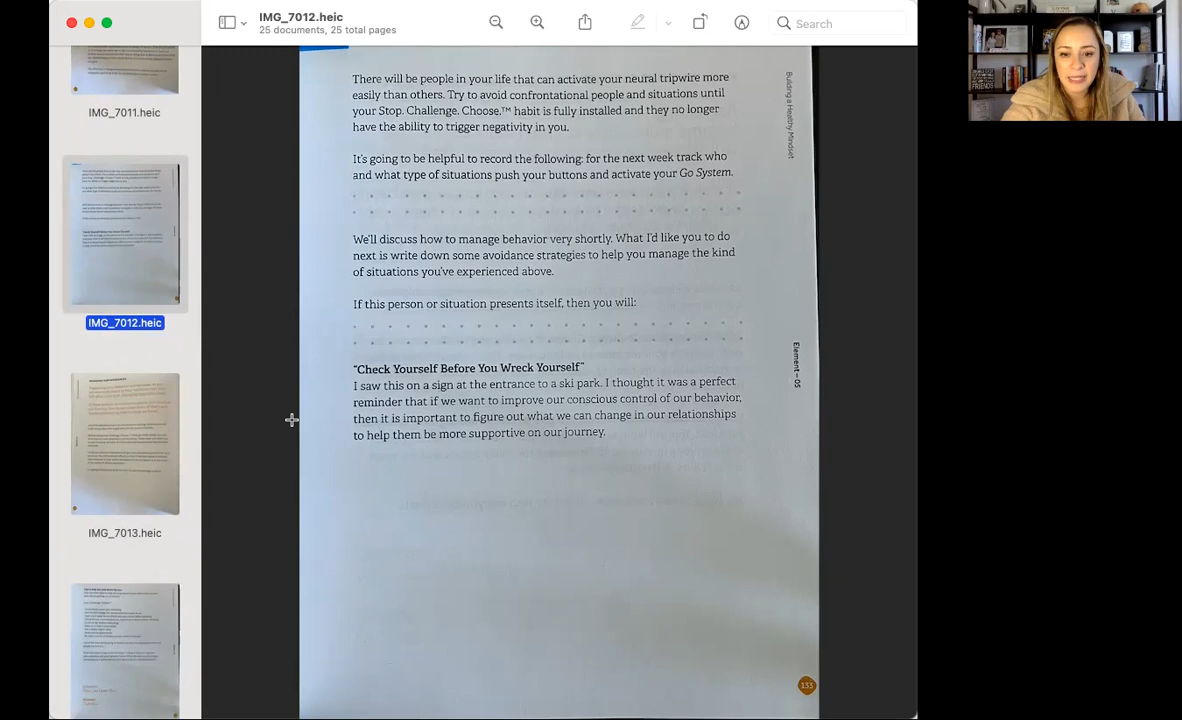 IMG_7012.heic
25 documents, 25 total pages
Search
IMG_7011.heic
IMG_7012.heic
IMG_7013.heic
There will be people in your life that can activate your neural tripwire more
easily than others. Try to avoid confrontational people and situations until
your Stop. Challenge. Choose.™ habit is fully installed and they no longer
have the ability to trigger negativity in you.
It's going to be helpful to record the following: for the next week track who
and what type of situations push your buttons and activate your Go System.
We'll discuss how to manage behavior very shortly. What I'd like you to do
next is write down some avoidance strategies to help you manage the kind
of situations you've experienced above.
If this person or situation presents itself, then you will:
"Check Yourself Before You Wreck Yourself"
I saw this on a sign at the entrance to a ski park. I thought it was a perfect
reminder that if we want to improve our conscious control of our behavior,
then it is important to figure out what we can change in our relationships
to help them be more supportive on our journey.
Building a Healthy Mindset
Element—05
133
FRIENDS